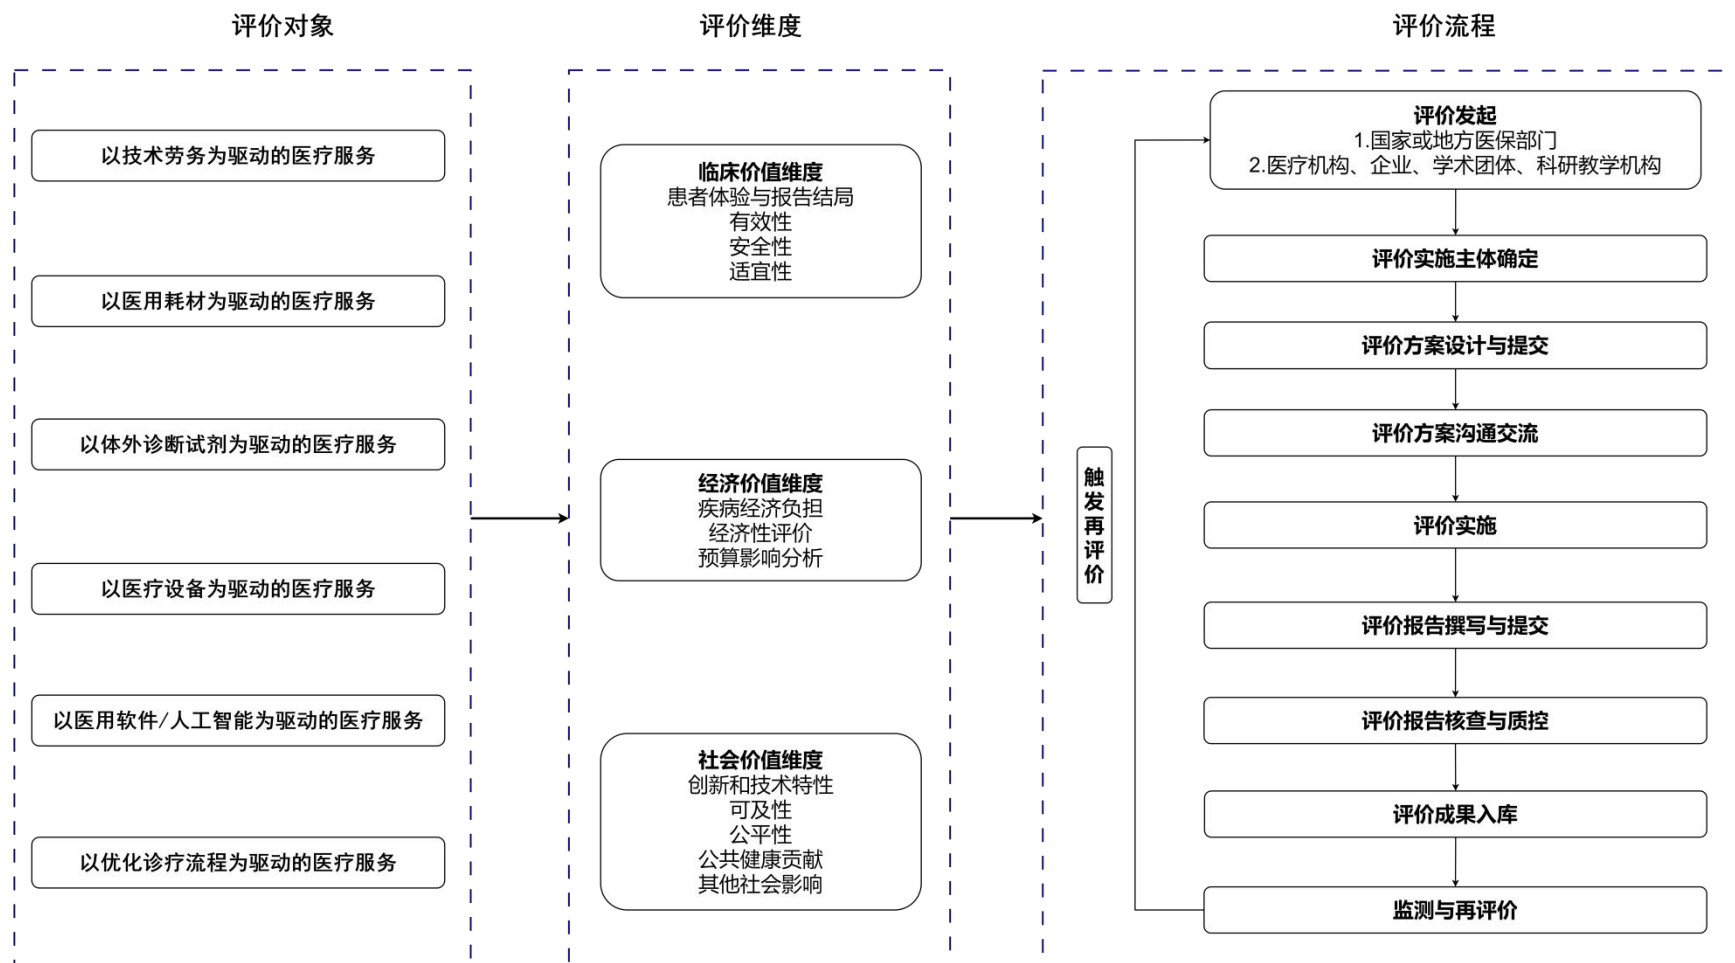 评价对象
以技术劳务为驱动的医疗服务
以医用耗材为驱动的医疗服务
以体外诊断试剂为驱动的医疗服务
以医疗设备为驱动的医疗服务
以医用软件/人工智能为驱动的医疗服务
以优化诊疗流程为驱动的医疗服务
评价维度
临床价值维度
患者体验与报告结局
有效性
安全性
适宜性
经济价值维度
疾病经济负担
经济性评价
预算影响分析
社会价值维度
创新和技术特性
可及性
公平性
公共健康贡献
其他社会影响
评价流程
评价发起
1.国家或地方医保部门
2.医疗机构、企业、学术团体、科研教学机构
评价实施主体确定
评价方案设计与提交
评价方案沟通交流
评价实施
评价报告撰写与提交
评价报告核查与质控
评价成果入库
监测与再评价
触发再评价